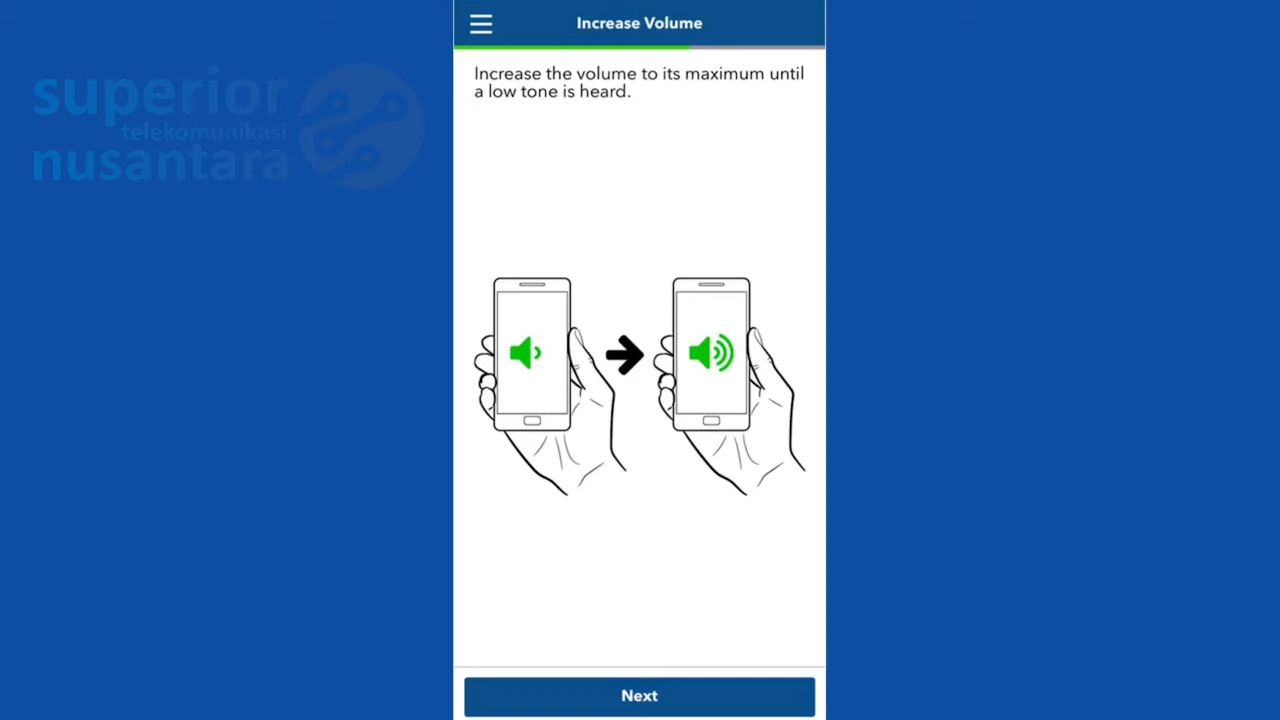 superior
telekomunikasi
nusantara
Increase Volume
Increase the volume to its maximum until
a low tone is heard.
Next